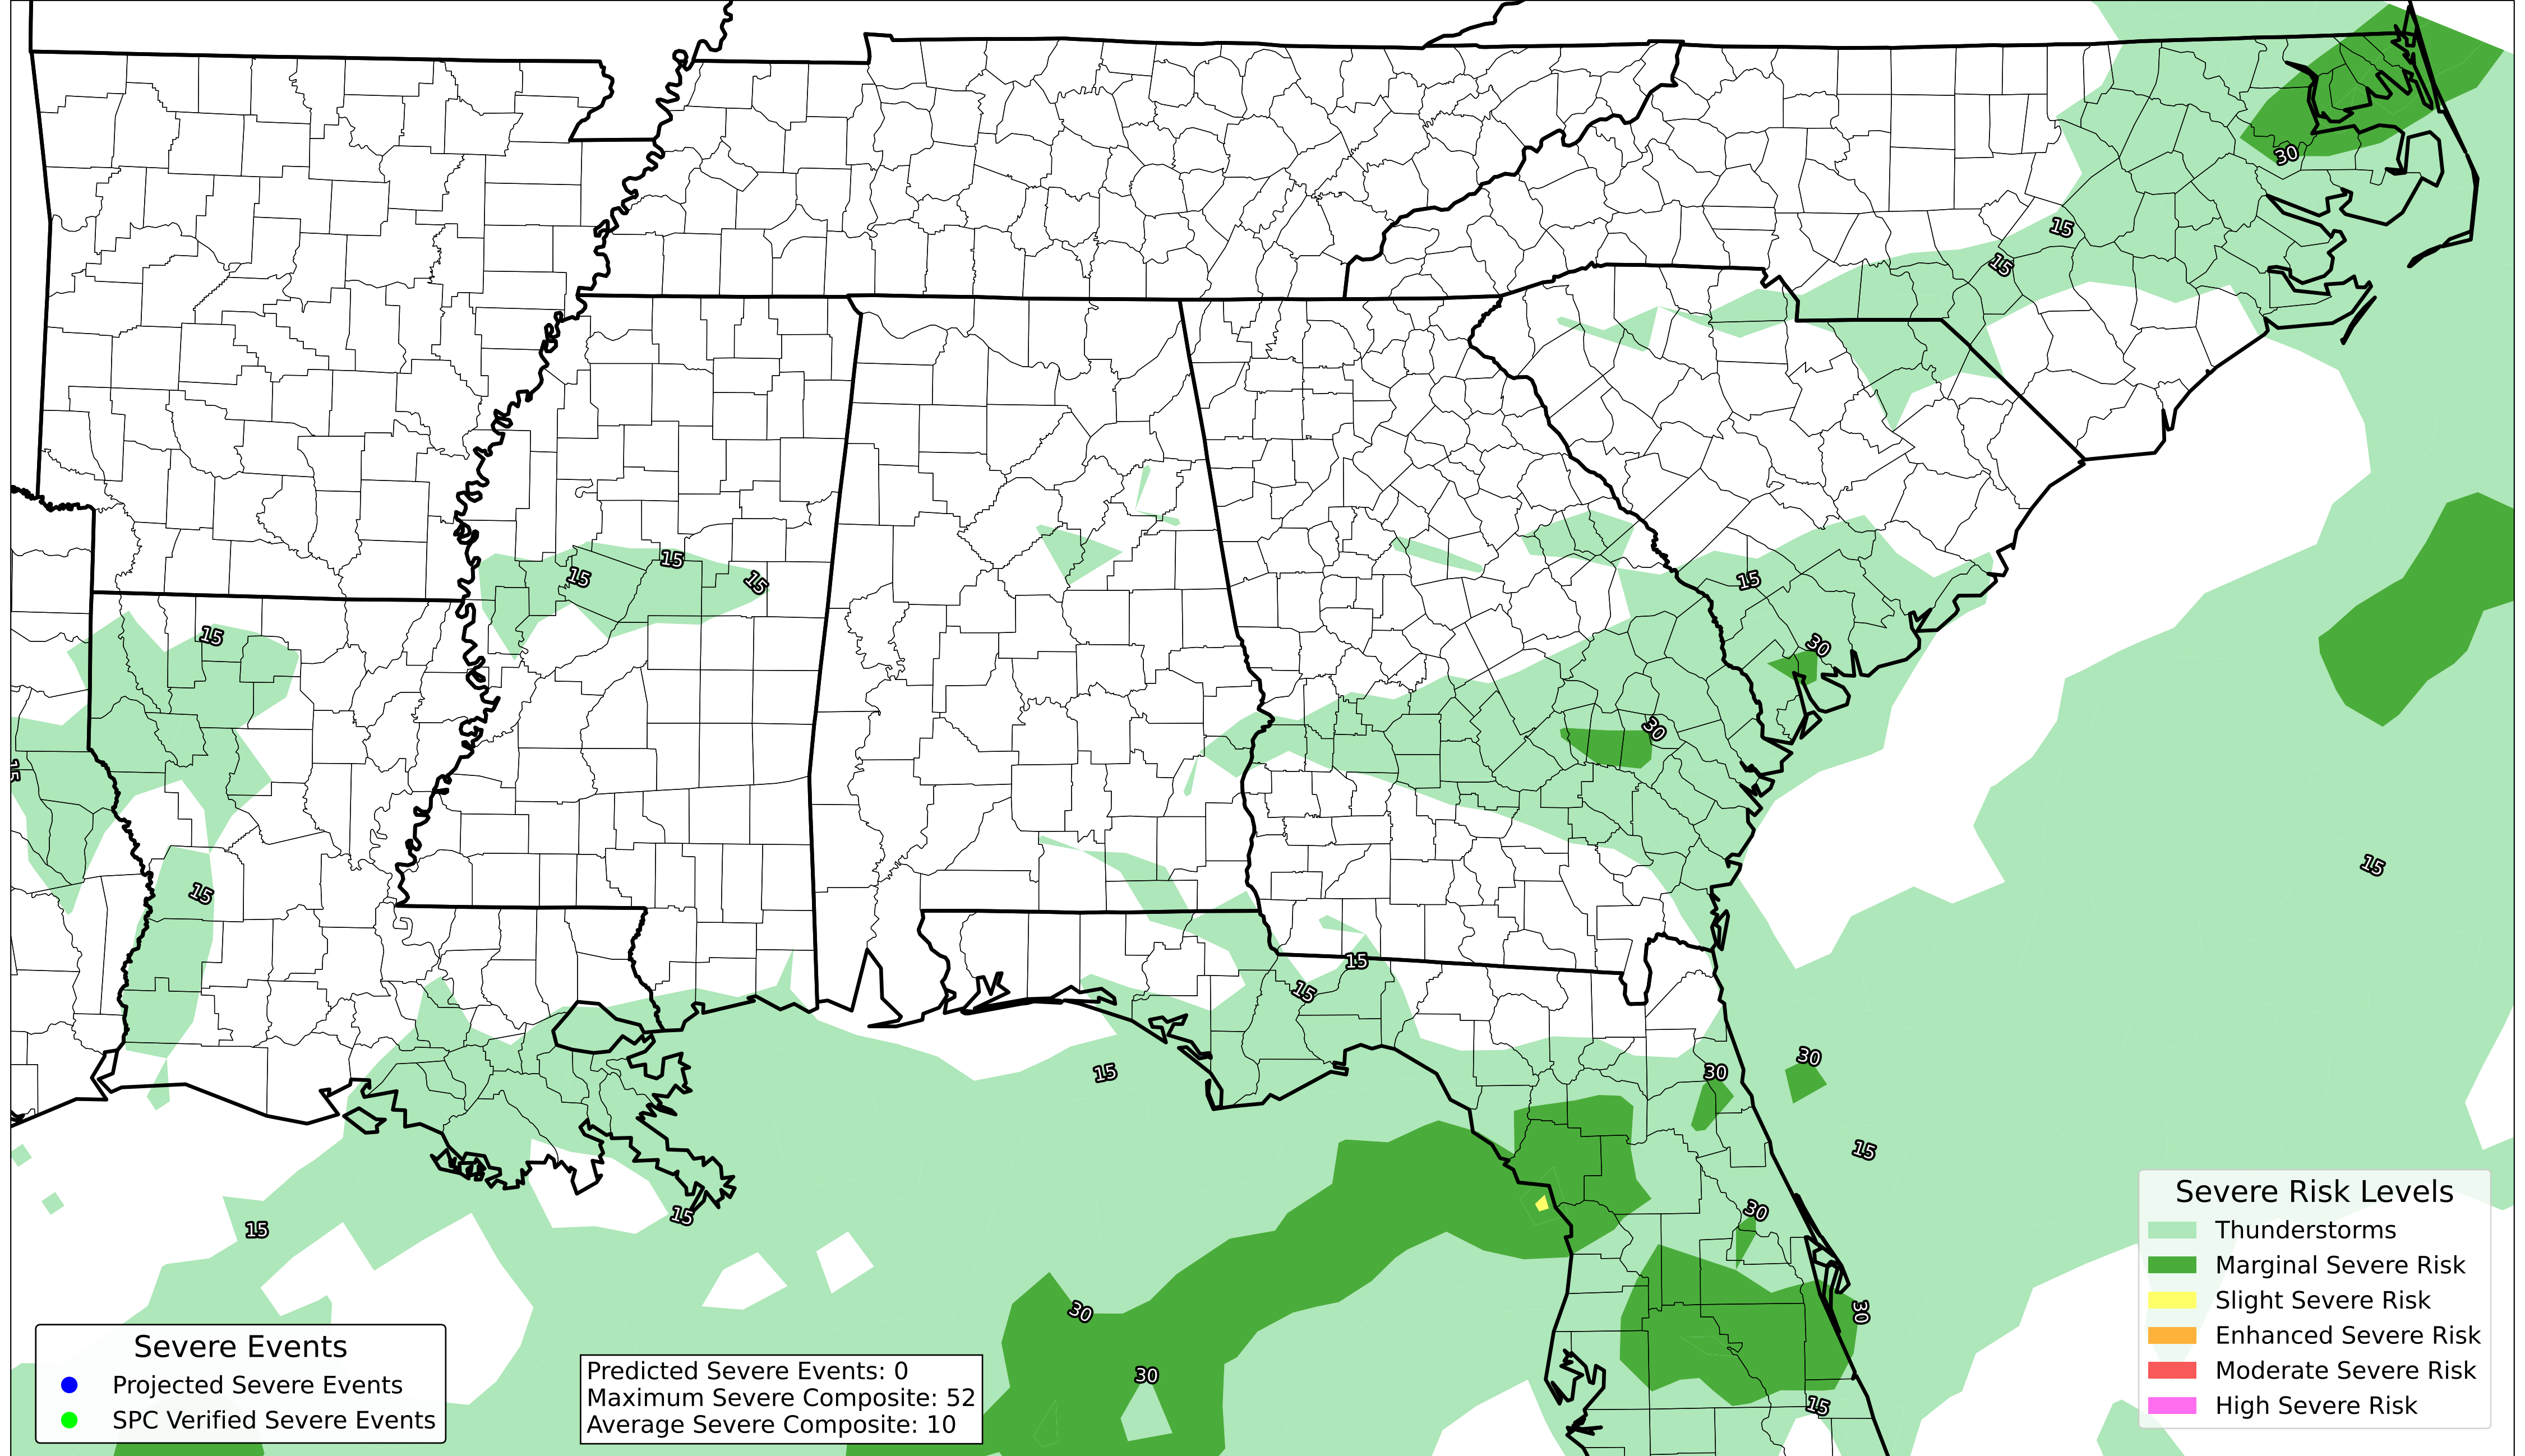 30
15
15
15
15
15
15
30
15
30
15
15
15
15
15
15
30
30
15
15
30
15
30
30
30
15
Severe Risk Levels
Thunderstorms
Marginal Severe Risk
Slight Severe Risk
Enhanced Severe Risk
Moderate Severe Risk
High Severe Risk
Severe Events
Projected Severe Events
SPC Verified Severe Events
Predicted Severe Events: 0
Maximum Severe Composite: 52
Average Severe Composite: 10